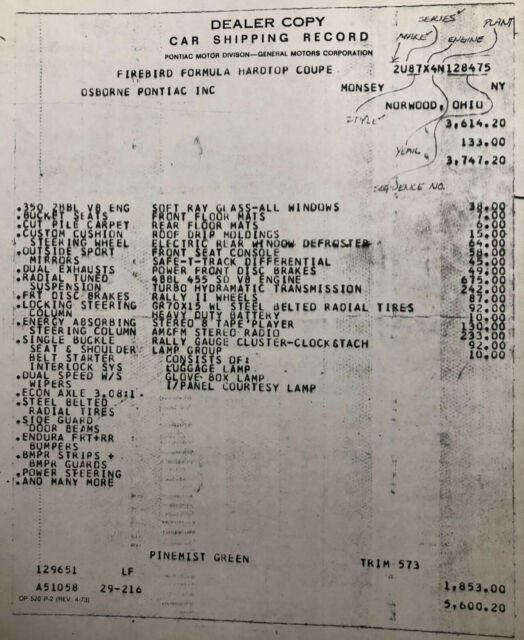 DEALER COPY
CAR SHIPPING RECORD
PONTIAC MOTOR DIVISION—GENERAL MOTORS CORPORATION
SERIES
PLANT
MAKE
ENGINE
FIREBIRD FORMULA HARDTOP COUPE 2U87X4N128475
OSBORNE PONTIAC INC MONSEY NY
NORWOOD, OHIO
STYLE
3,614.20
133.00
YEAR
3,747.20
SEQUENCE NO.
.350 2BBL V8 ENG SOFT RAY GLASS-ALL WINDOWS 38.00
.BUCKET SEATS FRONT FLOOR MATS 7.00
.CUT PILE CARPET REAR FLOOR MATS 6.00
.CUSTOM CUSHION ROOF DRIP MOLDINGS 15.00
STEERING WHEEL ELECTRIC REAR WINDOW DEFROSTER 64.00
.OUTSIDE SPORT FRONT SEAT CONSOLE
MIRRORS SAFE-T-TRACK DIFFERENTIAL
.DUAL EXHAUSTS POWER FRONT DISC BRAKES 49.00
.RADIAL TUNED 4BBL 455 SD V8 ENGINE 675.00
SUSPENSION TURBO HYDRAMATIC TRANSMISSION 242.00
.FRT DISC BRAKES RALLY II WHEELS 87.00
.LOCKING STEERING GR70X15 WL STEEL BELTED RADIAL TIRES 92.00
COLUMN HEAVY DUTY BATTERY
.ENERGY ABSORBING STEREO 8 TAPE PLAYER 130.00
STEERING COLUMN AMCFM STEREO RADIO 233.00
.SINGLE BUCKLE RALLY GAUGE CLUSTER-CLOCK&TACH 92.00
SEAT & SHOULDER LAMP GROUP 10.00
BELT STARTER CONSISTS OF:
INTERLOCK SYS LUGGAGE LAMP
.DUAL SPEED W/S GLOVE BOX LAMP
WIPERS I/PANEL COURTESY LAMP
.ECON AXLE 3.08:1.
.STEEL BELTED
RADIAL TIRES
.SIDE GUARD
DOOR BEAMS
.ENDURA FRT+RR
BUMPERS
.BMPR STRIPS +
BMPR GUARDS
.POWER STEERING
.AND MANY MORE
PINEMIST GREEN TRIM 573
129651 LF
A51058 29-216 1,853.00
OP 520 P-2 (REV. 4-73) 5,600.20